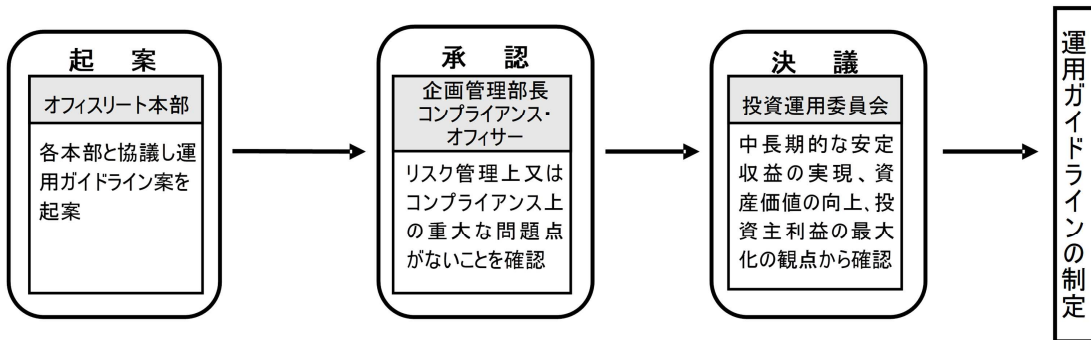 起案
オフィスリート本部
各本部と協議し運
用ガイドライン案を
起案
承認
企画管理部長
コンプライアンス・
オフィサー
リスク管理上又は
コンプライアンス上
の重大な問題点
がないことを確認
決議
投資運用委員会
中長期的な安定
収益の実現、資
産価値の向上、投
資主利益の最大
化の観点から確認
運用ガイドラインの制定